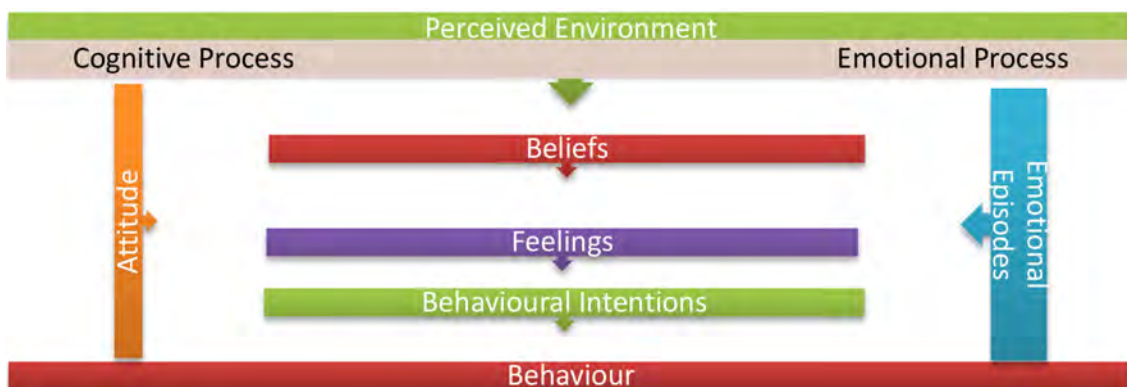 Perceived Environment
Cognitive Process
Emotional Process
Beliefs
Attitude
Feelings
Emotional
Episodes
Behavioural Intentions
Behaviour